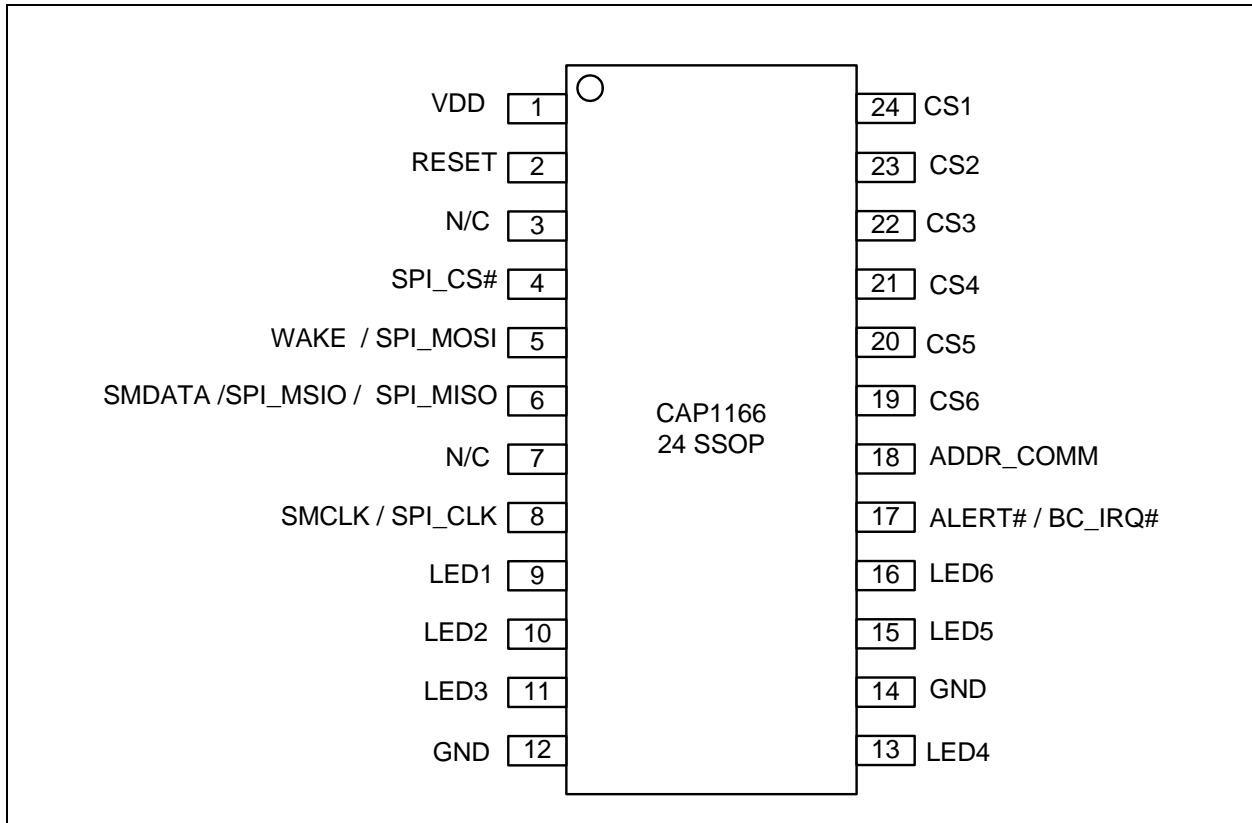 VDD 1
RESET 2
N/C 3
SPI_CS# 4
WAKE / SPI_MOSI 5
SMDATA /SPI_MSIO / SPI_MISO 6
N/C 7
SMCLK / SPI_CLK 8
LED1 9
LED2 10
LED3 11
GND 12
CAP1166
24 SSOP
24 CS1
23 CS2
22 CS3
21 CS4
20 CS5
19 CS6
18 ADDR_COMM
17 ALERT# / BC_IRQ#
16 LED6
15 LED5
14 GND
13 LED4